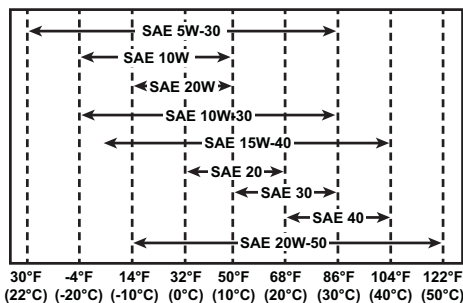 SAE 5W-30
SAE 10W
SAE 20W
SAE 10W-30
SAE 15W-40
SAE 20
SAE 30
SAE 40
SAE 20W-50
30°F -4°F 14°F 32°F 50°F 68°F 86°F 104°F 122°F
(22°C) (-20°C) (-10°C) (0°C) (10°C) (20°C) (30°C) (40°C) (50°C)